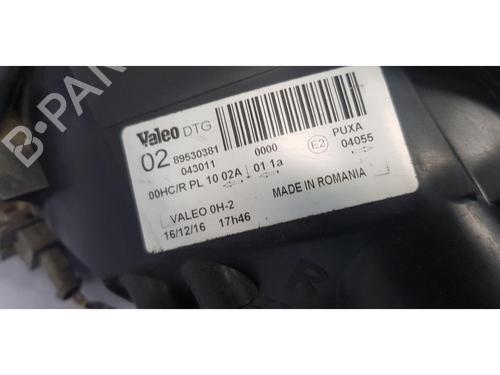 Valeo DTG
02 89530381 0000 PUXA
043011 E2 04055
00HC/R PL 10 02A 01 1a
VALEO 0H-2 MADE IN ROMANIA
16/12/16 17h46
B-PARTS
R